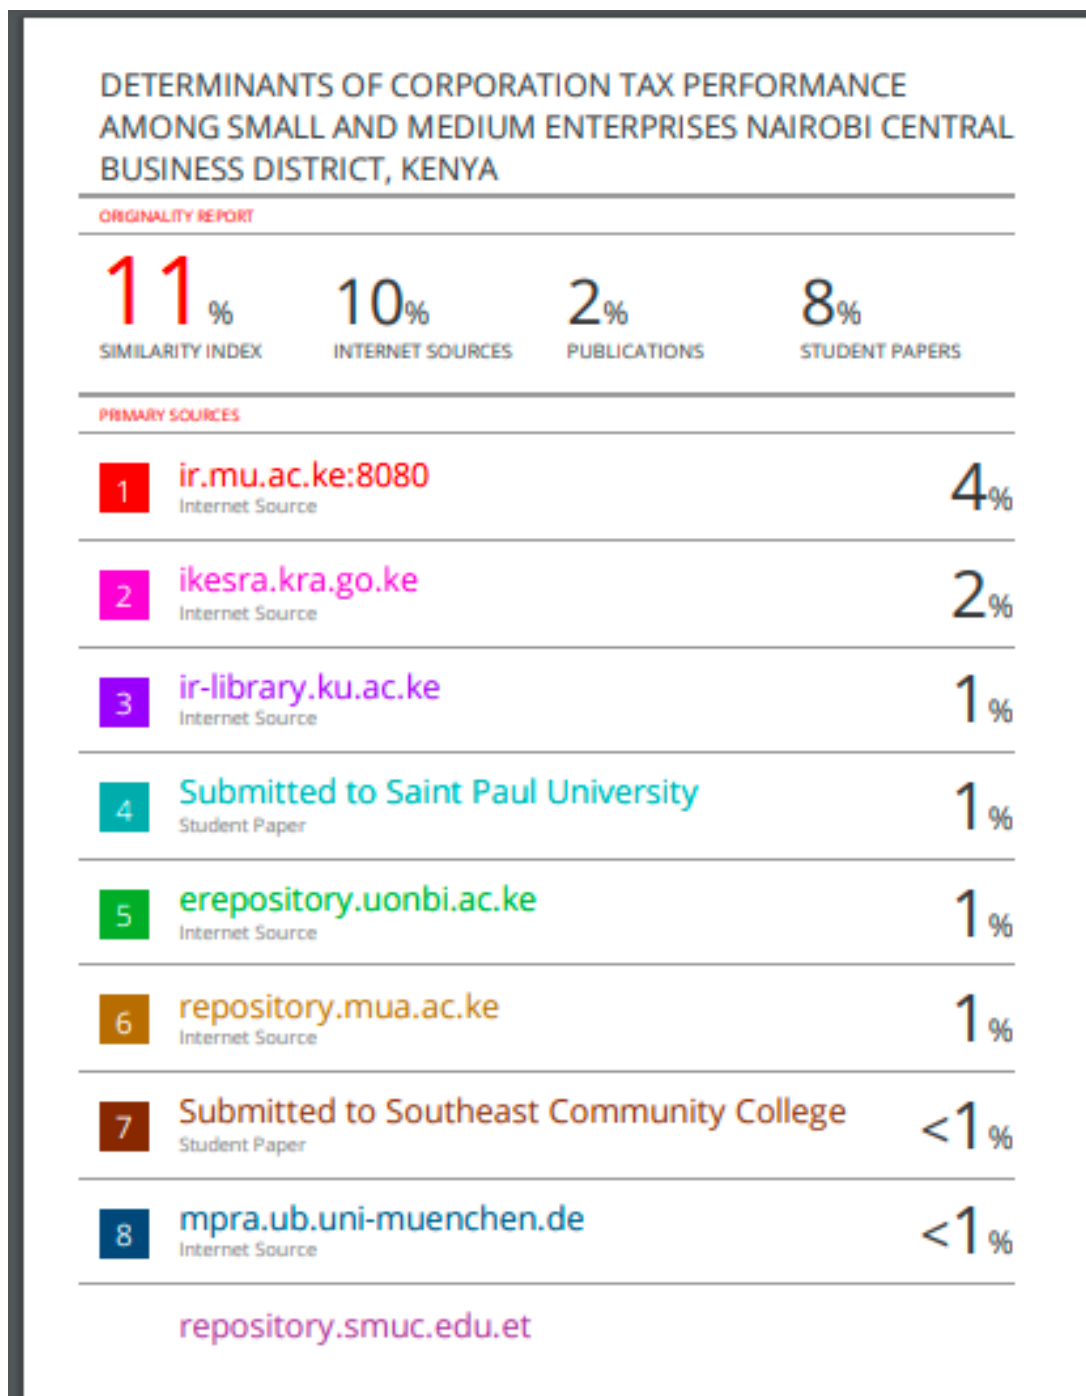 DETERMINANTS OF CORPORATION TAX PERFORMANCE
AMONG SMALL AND MEDIUM ENTERPRISES NAIROBI CENTRAL
BUSINESS DISTRICT, KENYA
ORIGINALITY REPORT
11% 10% 2% 8%
SIMILARITY INDEX INTERNET SOURCES PUBLICATIONS STUDENT PAPERS
PRIMARY SOURCES
1 ir.mu.ac.ke:8080 4%
Internet Source
2 ikesra.kra.go.ke 2%
Internet Source
3 ir-library.ku.ac.ke 1%
Internet Source
4 Submitted to Saint Paul University 1%
Student Paper
5 erepository.uonbi.ac.ke 1%
Internet Source
6 repository.mua.ac.ke 1%
Internet Source
7 Submitted to Southeast Community College <1%
Student Paper
8 mpra.ub.uni-muenchen.de <1%
Internet Source
repository.smuc.edu.et